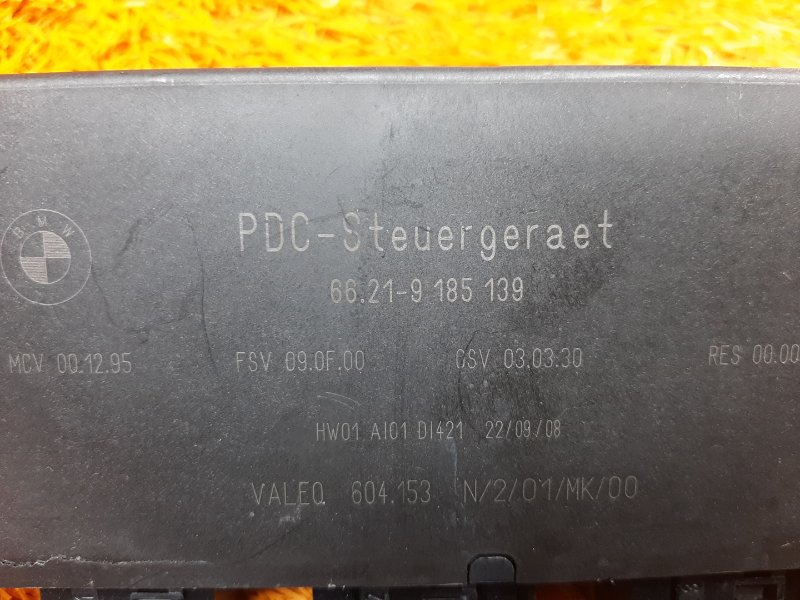 BMW
PDC-Steuergeraet
66.21-9 185 139
MCV 00.12.95 FSV 09.0F.00 CSV 03.03.30 RES 00.00
HW01 AI01 DI421 22/09/08
VALEO 604.153 N/2/01/MK/00